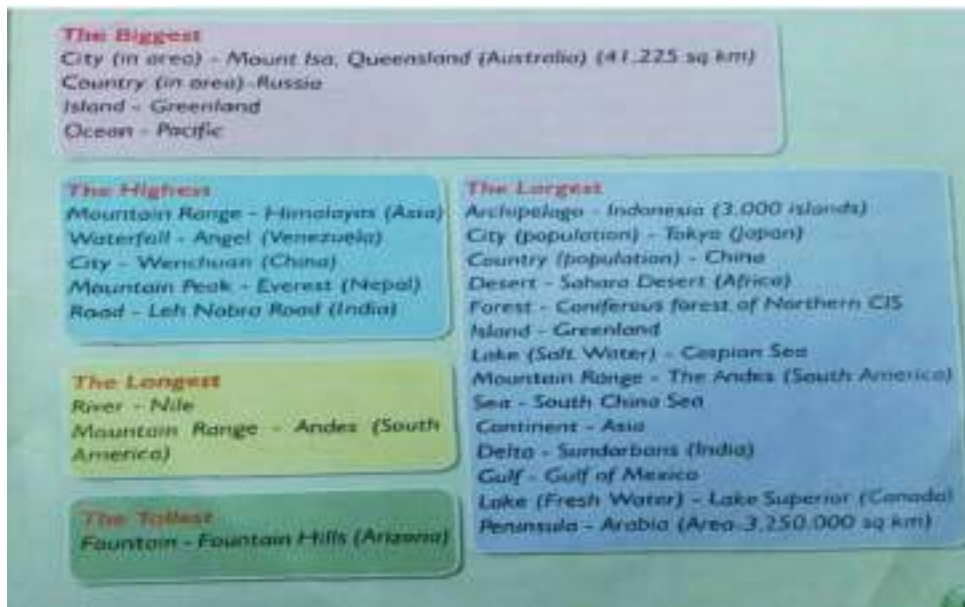 The Biggest
City (in area) - Mount Isa, Queensland (Australia) (41,225 sq km)
Country (in area) -Russia
Island - Greenland
Ocean - Pacific
The Highest
Mountain Range - Himalayas (Asia)
Waterfall - Angel (Venezuela)
City - Wenchuan (China)
Mountain Peak - Everest (Nepal)
Road - Leh Nobra Road (India)
The Longest
River - Nile
Mountain Range - Andes (South
America)
The Tallest
Fountain - Fountain Hills (Arizona)
The Largest
Archipelago - Indonesia (3,000 islands)
City (population) - Tokyo (Japan)
Country (population) - China
Desert - Sahara Desert (Africa)
Forest - Coniferous forest of Northern CIS
Island - Greenland
Lake (Salt Water) - Caspian Sea
Mountain Range - The Andes (South America)
Sea - South China Sea
Continent - Asia
Delta - Sundarbans (India)
Gulf - Gulf of Mexico
Lake (Fresh Water) - Lake Superior (Canada)
Peninsula - Arabia (Area-3,250,000 sq km)